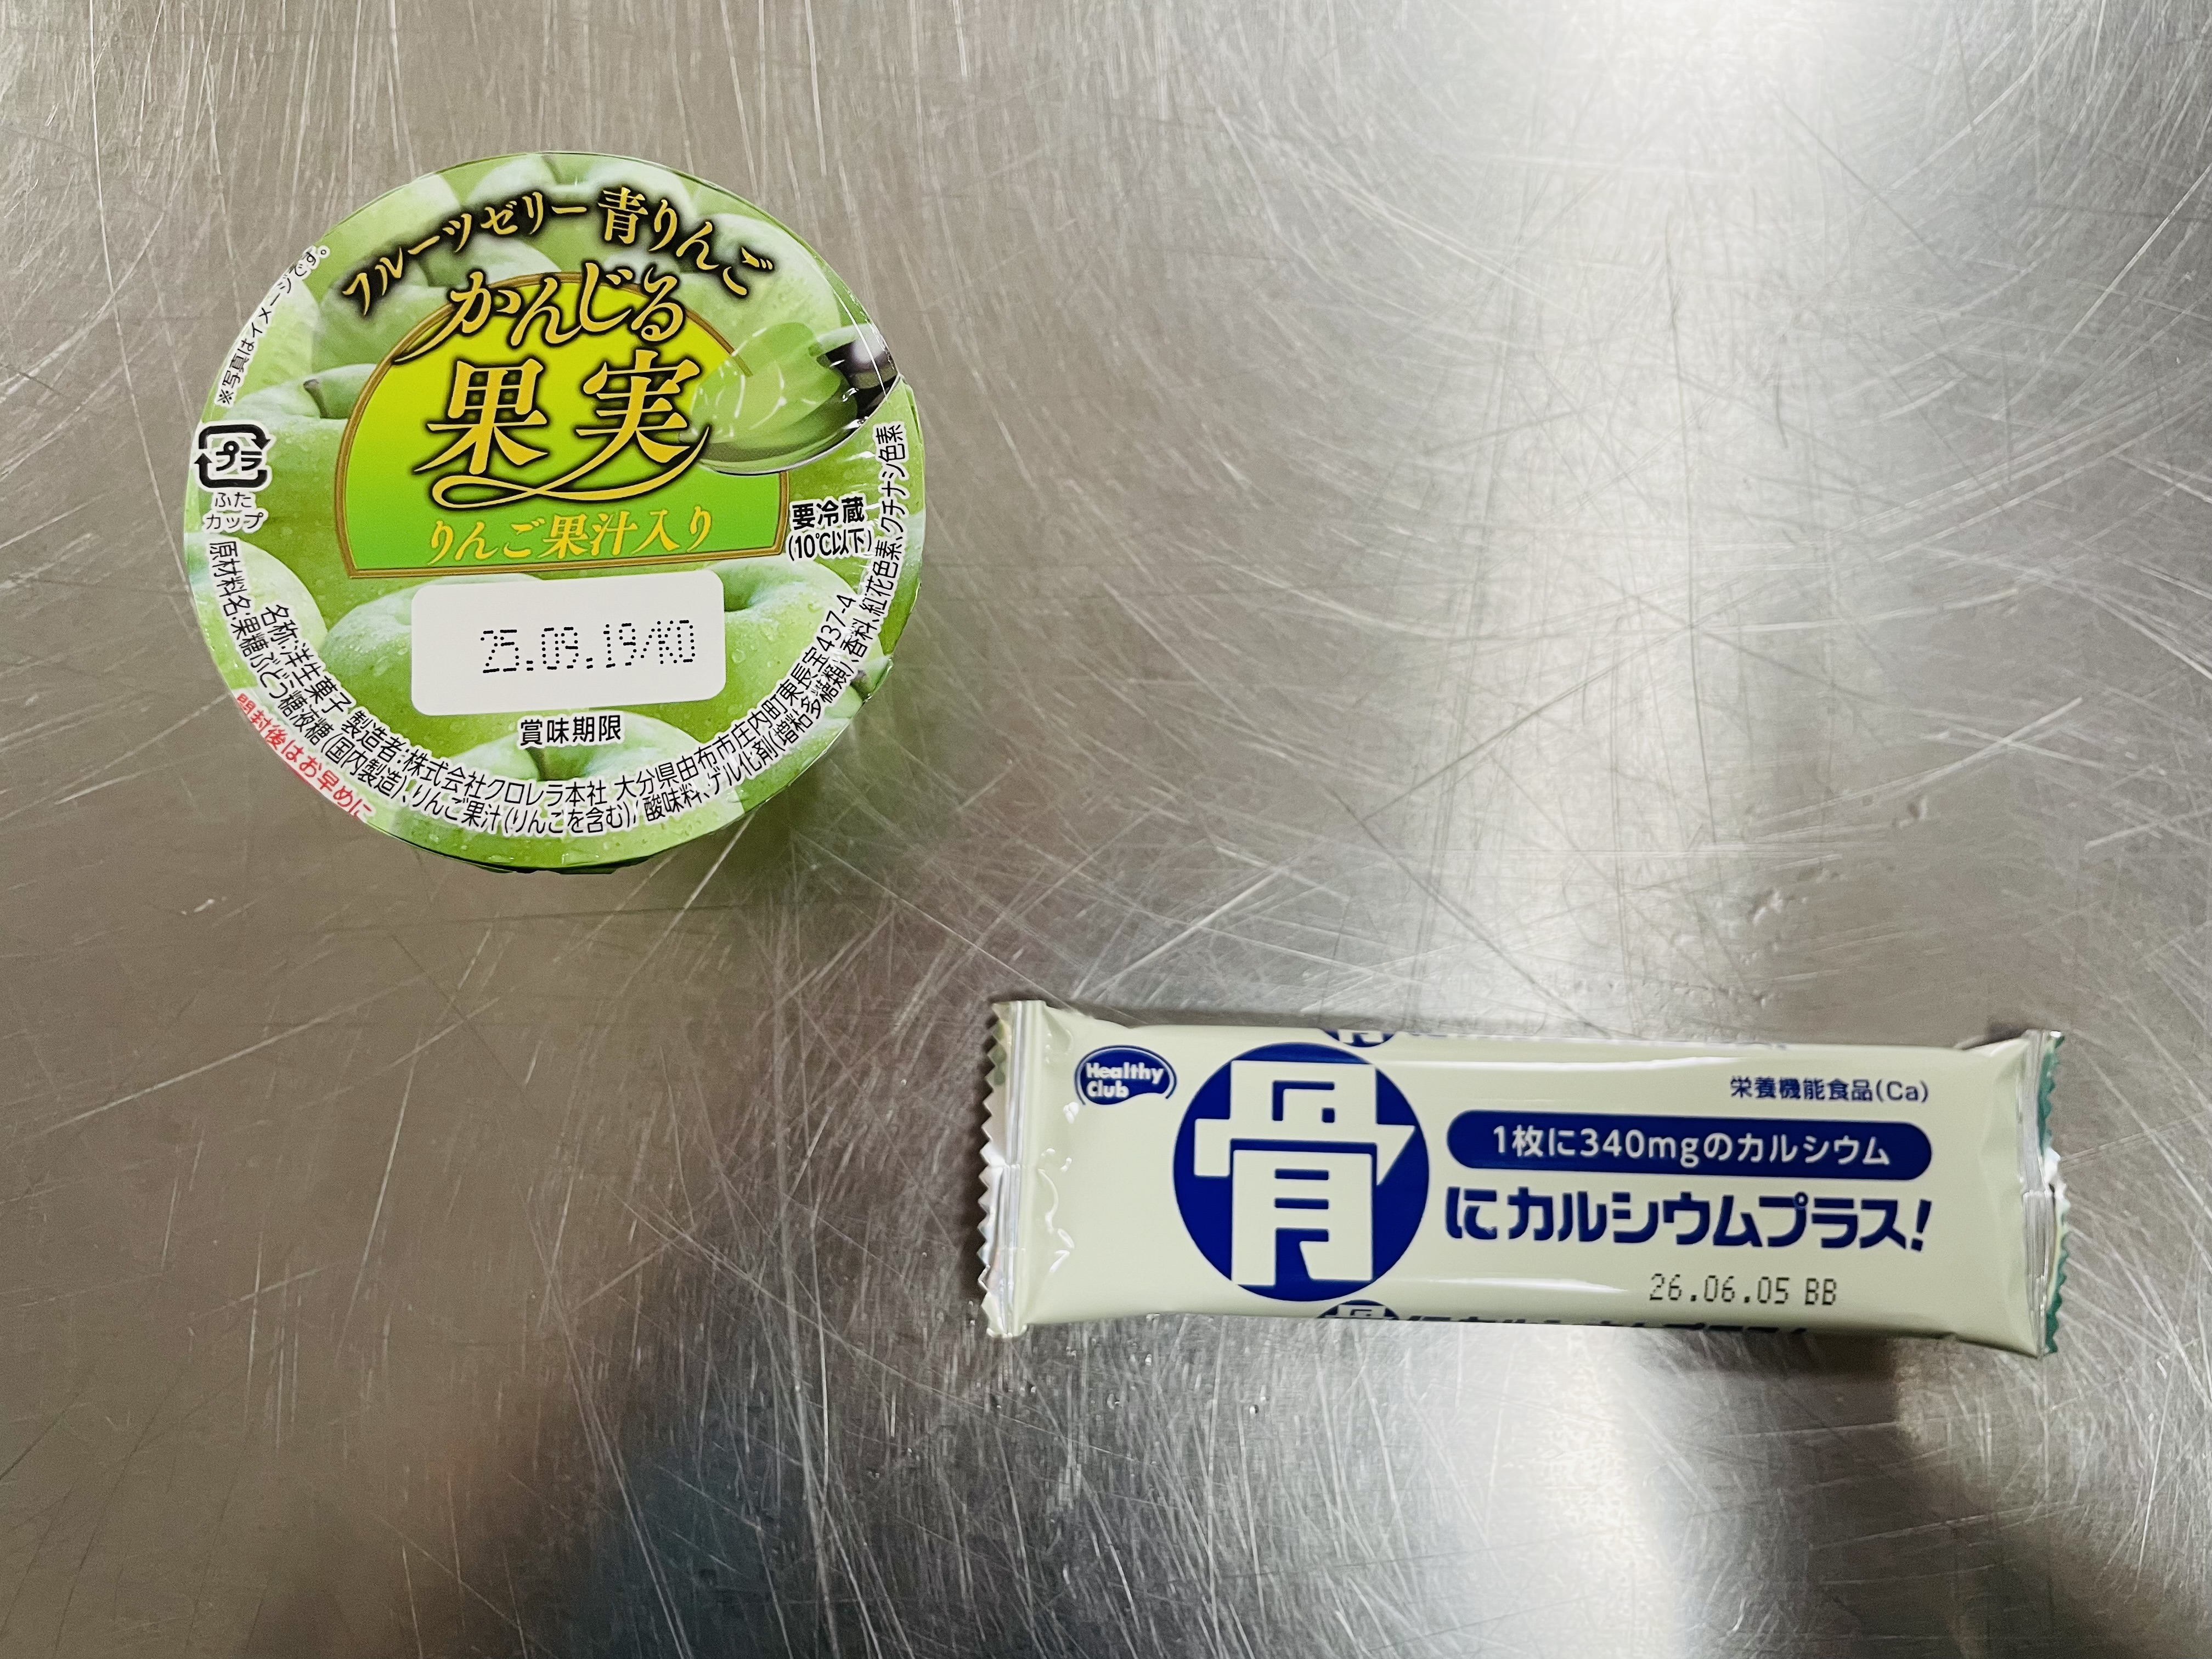 フルーツゼリー 青りんご
かんじる
果実
りんご果汁入り
※写真はイメージです。
プラ
ふた
カップ
要冷蔵
(10℃以下)
25.09.19/KO
賞味期限
名称:洋生菓子 製造者:株式会社クロレラ本社 大分県由布市庄内町東長宝437-4
原材料名:果糖ぶどう糖液糖(国内製造)、りんご果汁(りんごを含む)/酸味料、ゲル化剤(増粘多糖類)、香料、紅花色素、クチナシ色素
開封後はお早めに
Healthy
Club
骨
栄養機能食品(Ca)
1枚に340mgのカルシウム
にカルシウムプラス!
26.06.05 BB